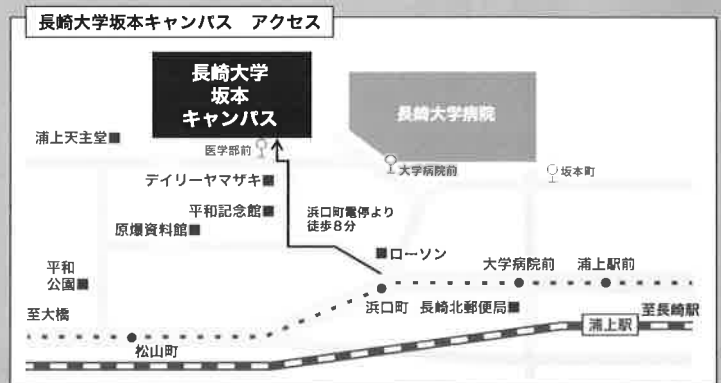 長崎大学坂本キャンパス　アクセス
長崎大学
坂本
キャンパス
長崎大学病院
浦上天主堂
医学部前
大学病院前
坂本町
デイリーヤマザキ
平和記念館
浜口町電停より
徒歩8分
原爆資料館
ローソン
平和
公園
大学病院前
浦上駅前
至大橋
浜口町
長崎北郵便局
至長崎駅
浦上駅
松山町